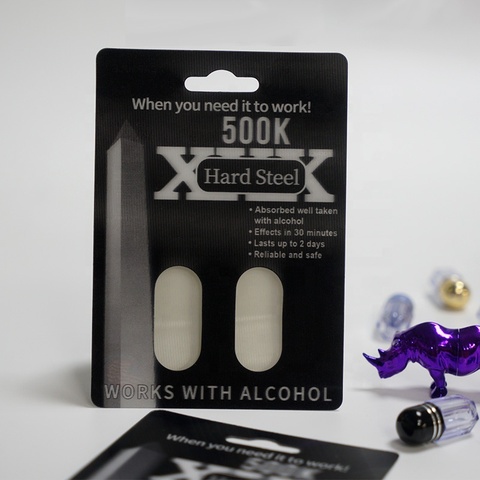 When you need it to work!
500K
XXX
Hard Steel
• Absorbed well taken
with alcohol
• Effects in 30 minutes
• Lasts up to 2 days
• Reliable and safe
WORKS WITH ALCOHOL
When you need it to work!